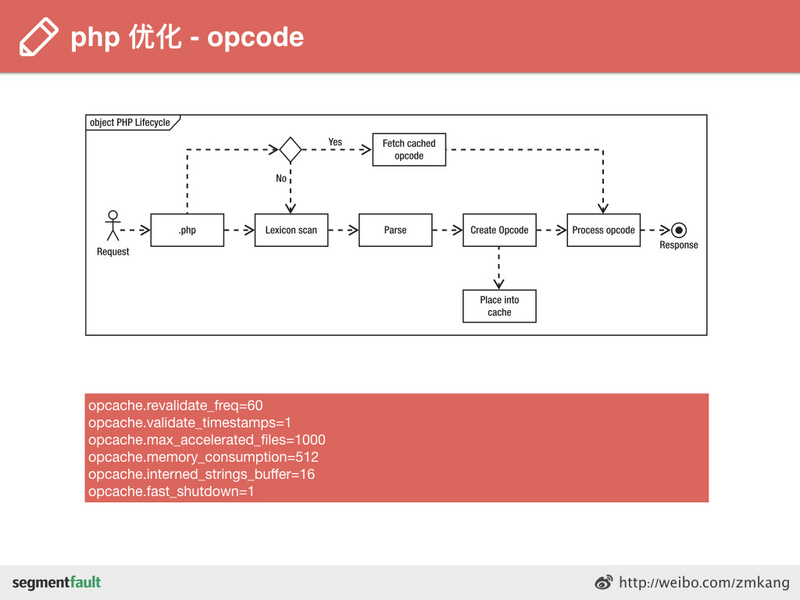 php 优化 - opcode
object PHP Lifecycle
Yes
Fetch cached
opcode
No
Request
.php
Lexicon scan
Parse
Create Opcode
Process opcode
Response
Place into
cache
opcache.revalidate_freq=60
opcache.validate_timestamps=1
opcache.max_accelerated_files=1000
opcache.memory_consumption=512
opcache.interned_strings_buffer=16
opcache.fast_shutdown=1
segmentfault
http://weibo.com/zmkang